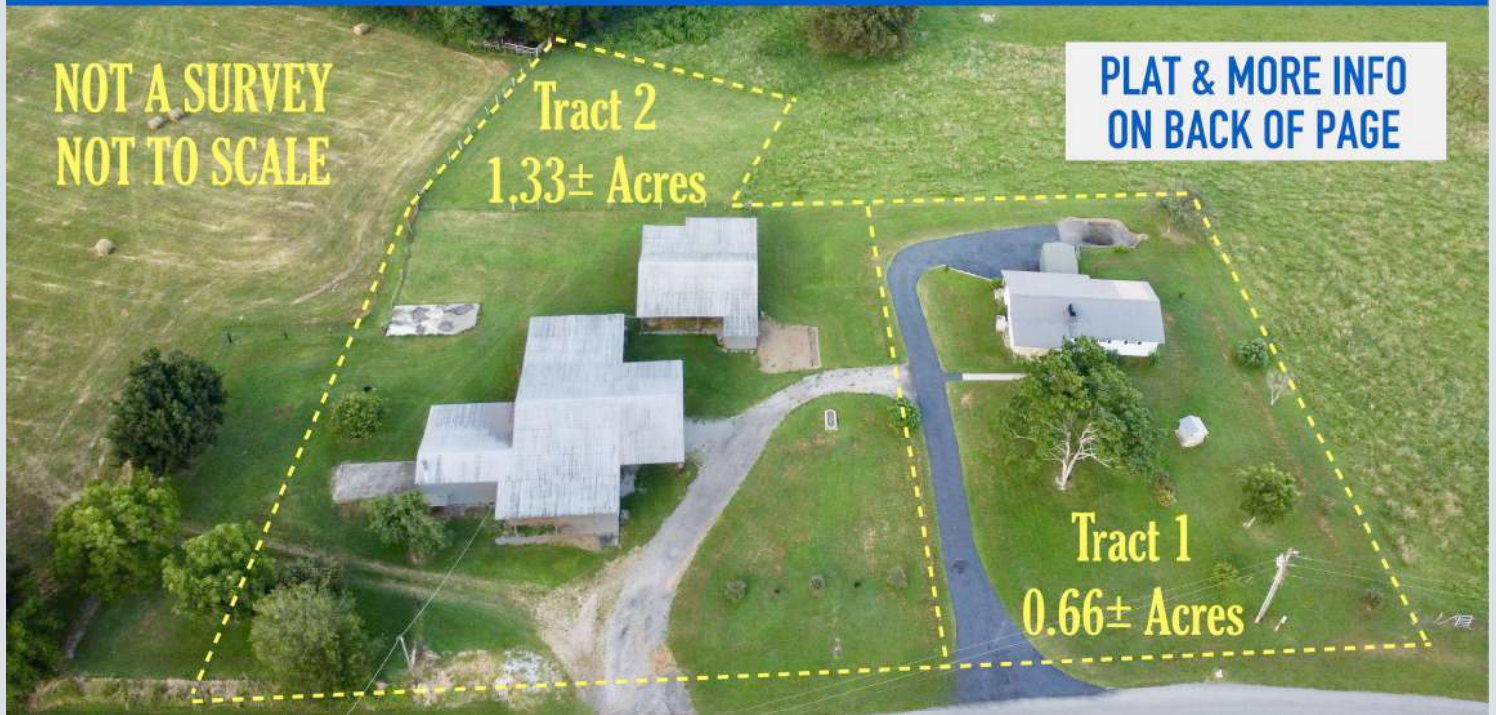 NOT A SURVEY
NOT TO SCALE
Tract 2
1.33± Acres
PLAT & MORE INFO
ON BACK OF PAGE
Tract 1
0.66± Acres